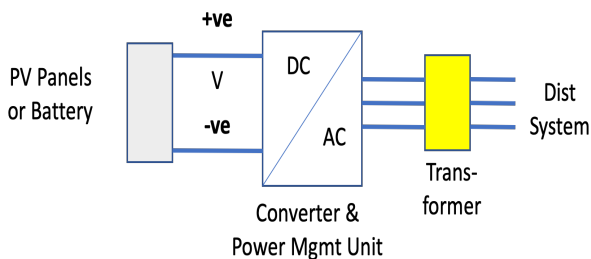 +ve
PV Panels
or Battery
V
-ve
DC
AC
Converter &
Power Mgmt Unit
Trans-
former
Dist
System